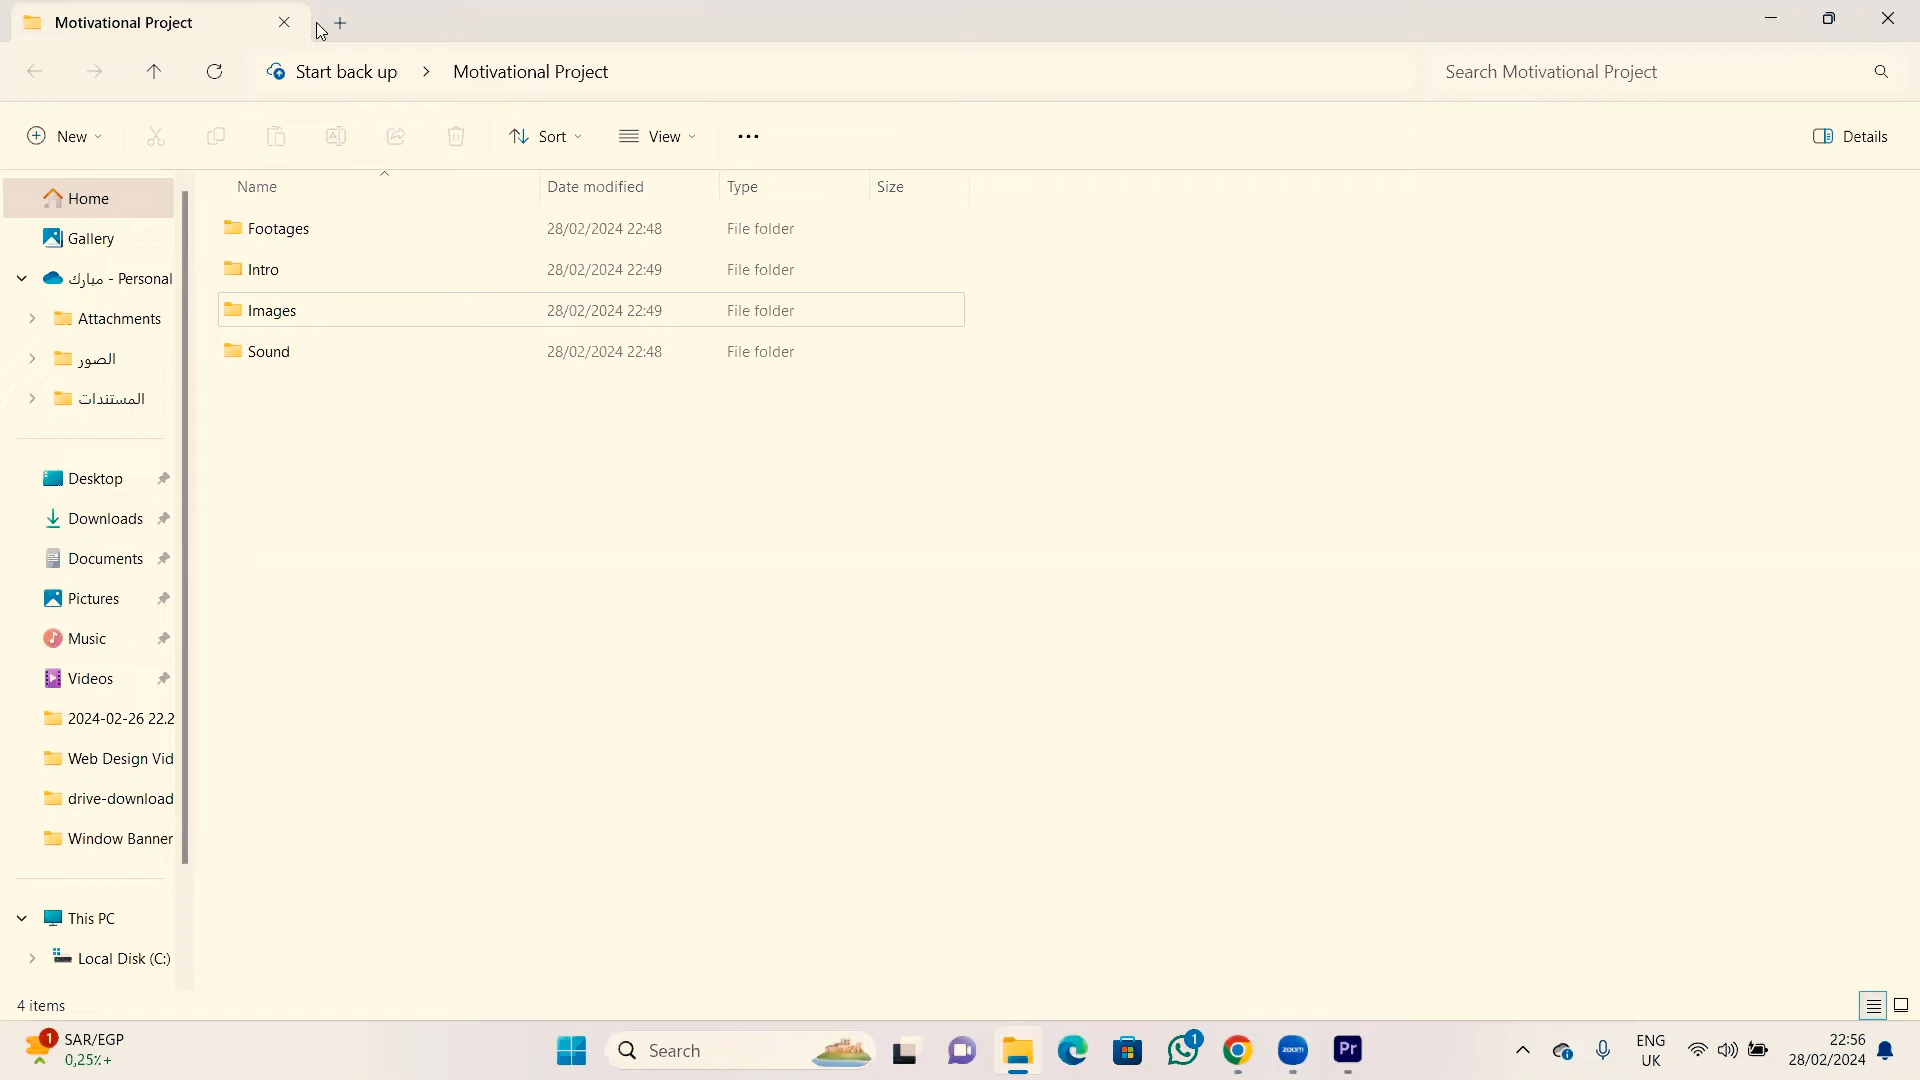 Motivational Project
Start back up > Motivational Project
Search Motivational Project
New
Sort
View
Details
Home
Gallery
مبارك - Personal
Attachments
الصور
المستندات
Desktop
Downloads
Documents
Pictures
Music
Videos
2024-02-26 22.2
Web Design Vid
drive-download
Window Banner
This PC
Local Disk (C:)
Name Date modified Type Size
Footages 28/02/2024 22:48 File folder
Intro 28/02/2024 22:49 File folder
Images 28/02/2024 22:49 File folder
Sound 28/02/2024 22:48 File folder
4 items
1
SAR/EGP
0,25%+
Search
1
zoom
Pr
ENG
UK
22:56
28/02/2024